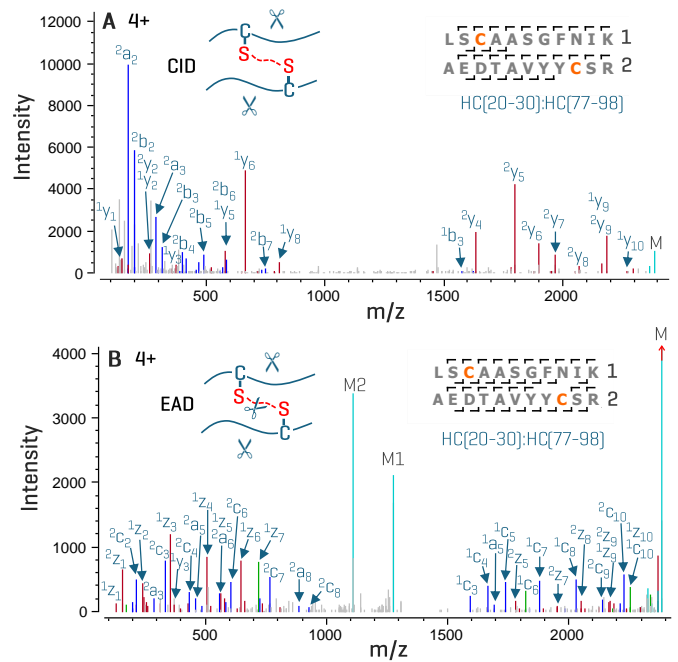 A 4+
CID
C
S
S
C
LSCAASGFNIK 1
AEDTAVYYCSR 2
HC(20-30):HC(77-98)
Intensity
12000
10000
8000
6000
4000
2000
0
²a₂
²b₂
²y₂
¹y₂
²a₃
²b₃
¹y₁
¹y₃
²b₄
²b₅
²b₆
¹y₅
¹y₆
²b₇
¹y₈
¹b₃
²y₄
²y₅
²y₆
²y₇
²y₈
¹y₉
²y₉
¹y₁₀
M
500 1000 1500 2000
m/z
B 4+
EAD
C
S
S
C
LSCAASGFNIK 1
AEDTAVYYCSR 2
HC(20-30):HC(77-98)
Intensity
4000
3000
2000
1000
0
M2
M1
M
¹z₁
²z₁
²c₂
¹z₂
²a₃
²c₃
¹z₃
¹y₃
²c₄
²a₅
¹z₄
¹z₅
²a₆
²c₆
¹z₆
¹z₇
²c₇
²a₈
²c₈
¹c₃
¹c₄
¹a₅
¹c₅
²z₅
¹c₆
¹c₇
²z₇
¹c₈
²z₈
²c₉
¹z₉
²z₉
²c₁₀
¹z₁₀
¹c₁₀
500 1000 1500 2000
m/z